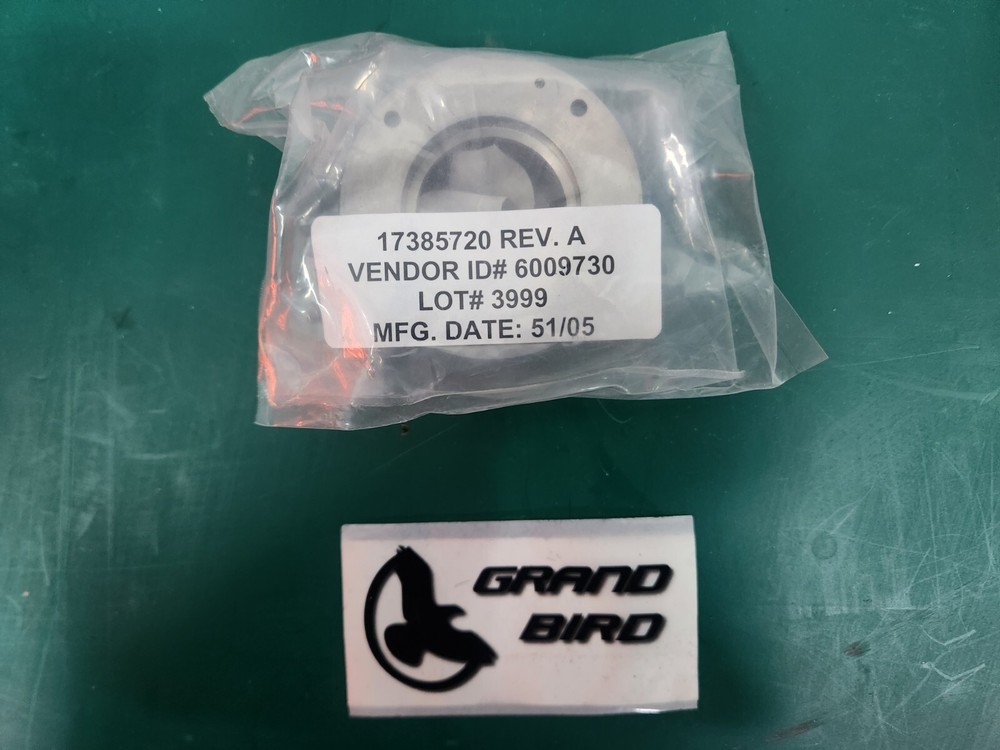 17385720 REV. A
VENDOR ID# 6009730
LOT# 3999
MFG. DATE: 51/05
GRAND
BIRD